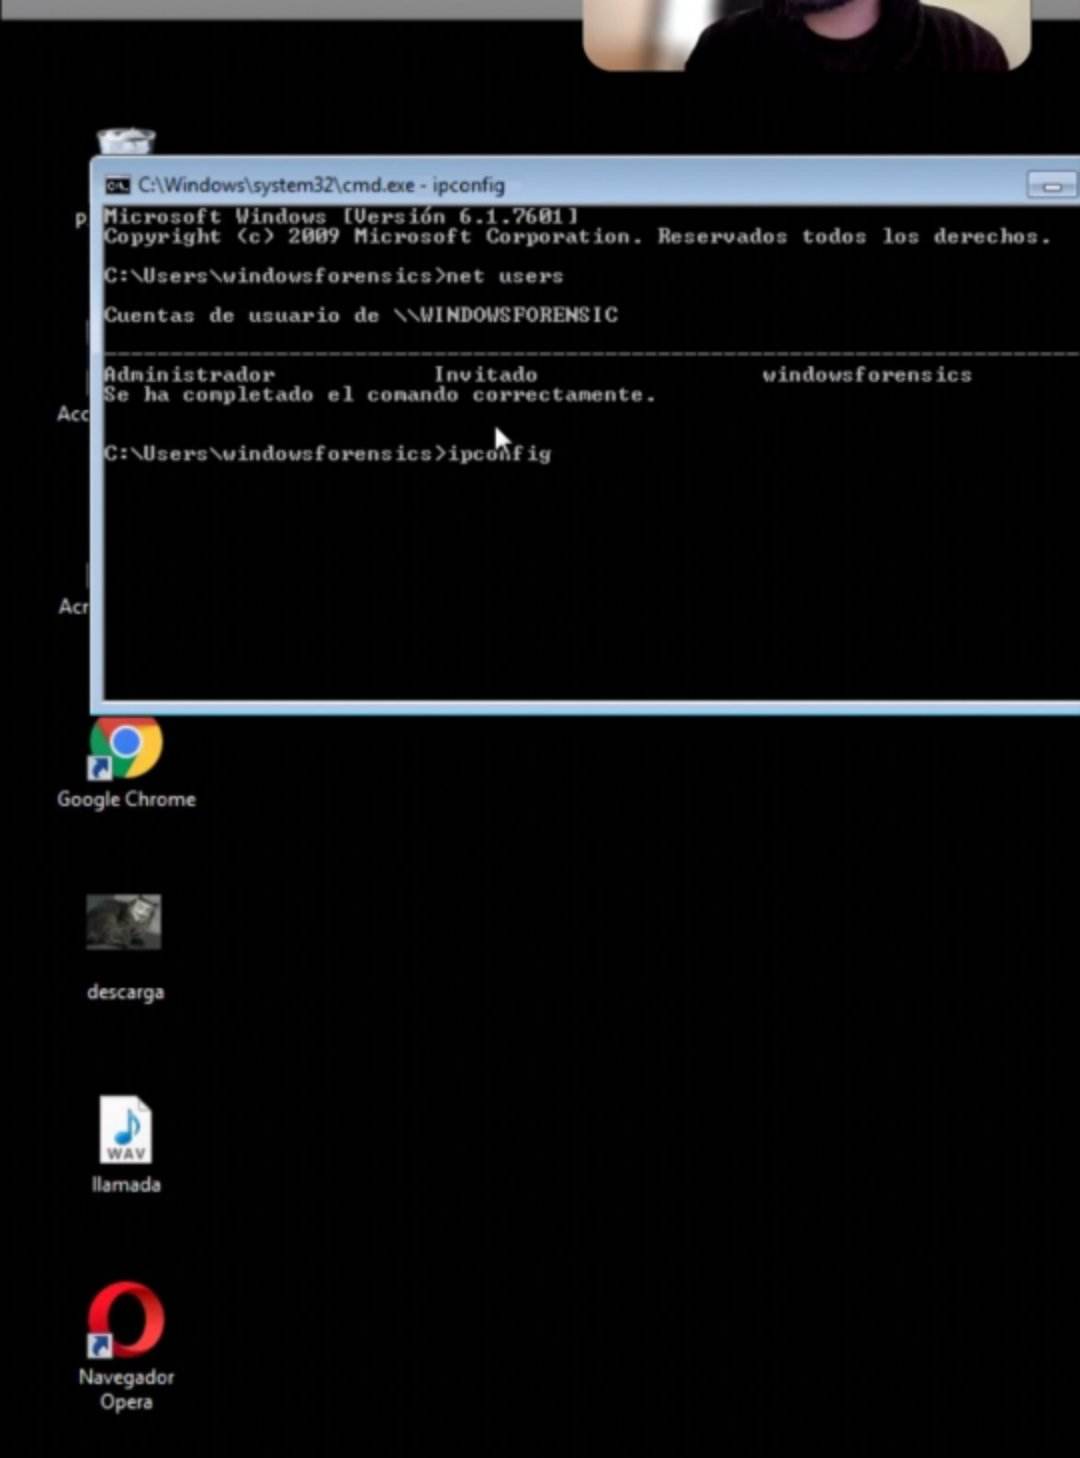 C:\Windows\system32\cmd.exe - ipconfig
Microsoft Windows [Versión 6.1.7601]
Copyright (c) 2009 Microsoft Corporation. Reservados todos los derechos.
C:\Users\windowsforensics>net users
Cuentas de usuario de \\WINDOWSFORENSIC
Administrador Invitado windowsforensics
Se ha completado el comando correctamente.
C:\Users\windowsforensics>ipconfig
p
Acc
Acr
Google Chrome
descarga
WAV
llamada
Navegador
Opera